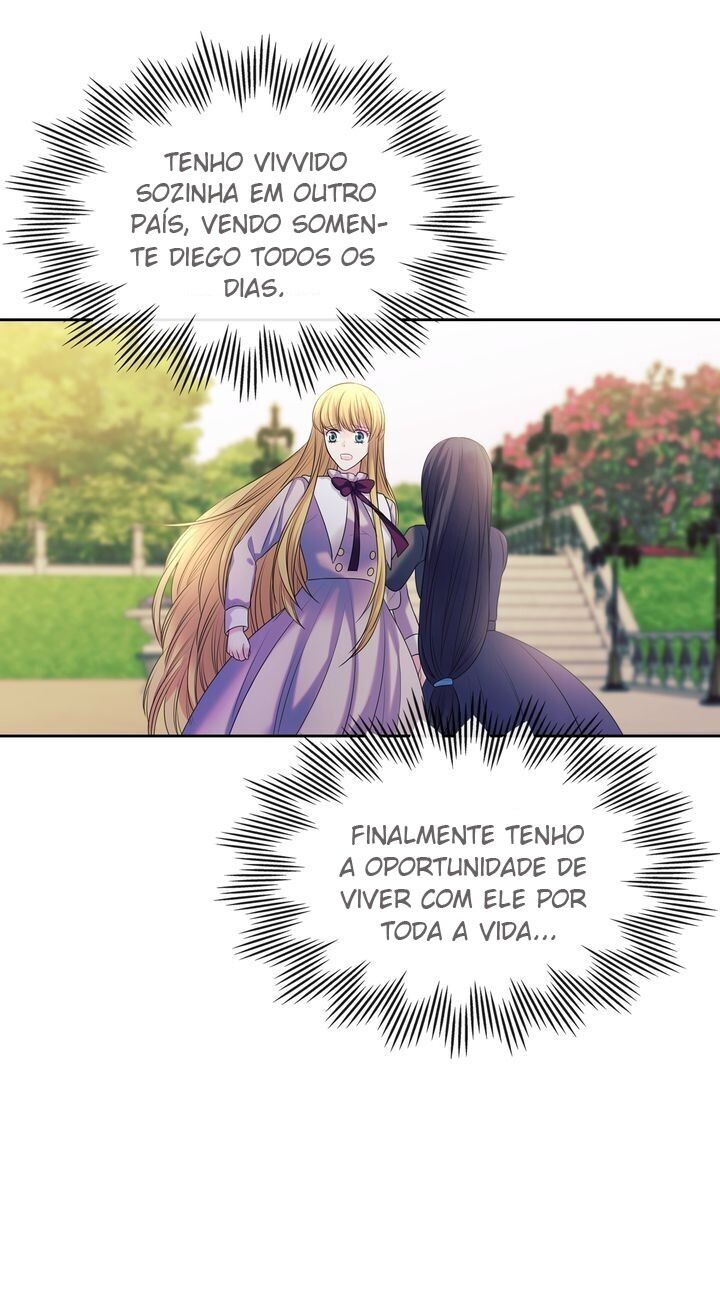 TENHO VIVVIDO
SOZINHA EM OUTRO
PAÍS, VENDO SOMEN-
TE DIEGO TODOS OS
DIAS.
FINALMENTE TENHO
A OPORTUNIDADE DE
VIVER COM ELE POR
TODA A VIDA...